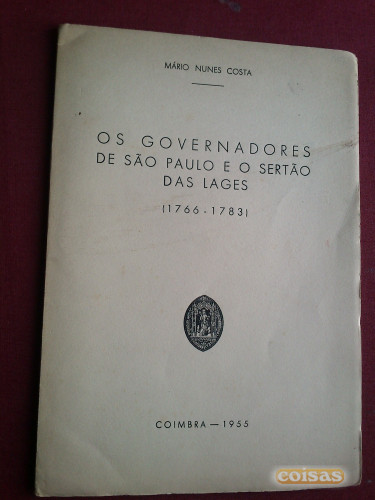 MÁRIO NUNES COSTA
OS GOVERNADORES
DE SÃO PAULO E O SERTÃO
DAS LAGES
(1766-1783)
COIMBRA — 1955
coisas